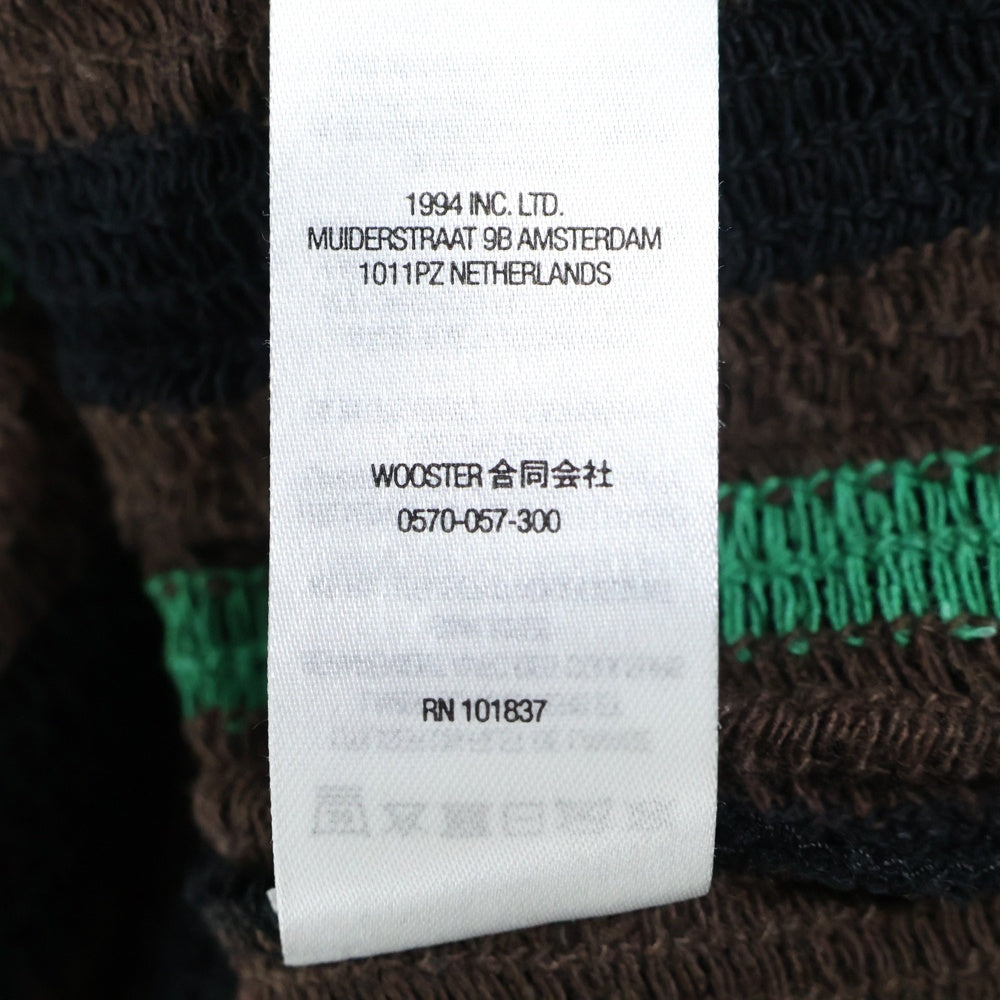 1994 INC. LTD.
MUIDERSTRAAT 9B AMSTERDAM
1011PZ NETHERLANDS
WOOSTER 合同会社
0570-057-300
RN 101837